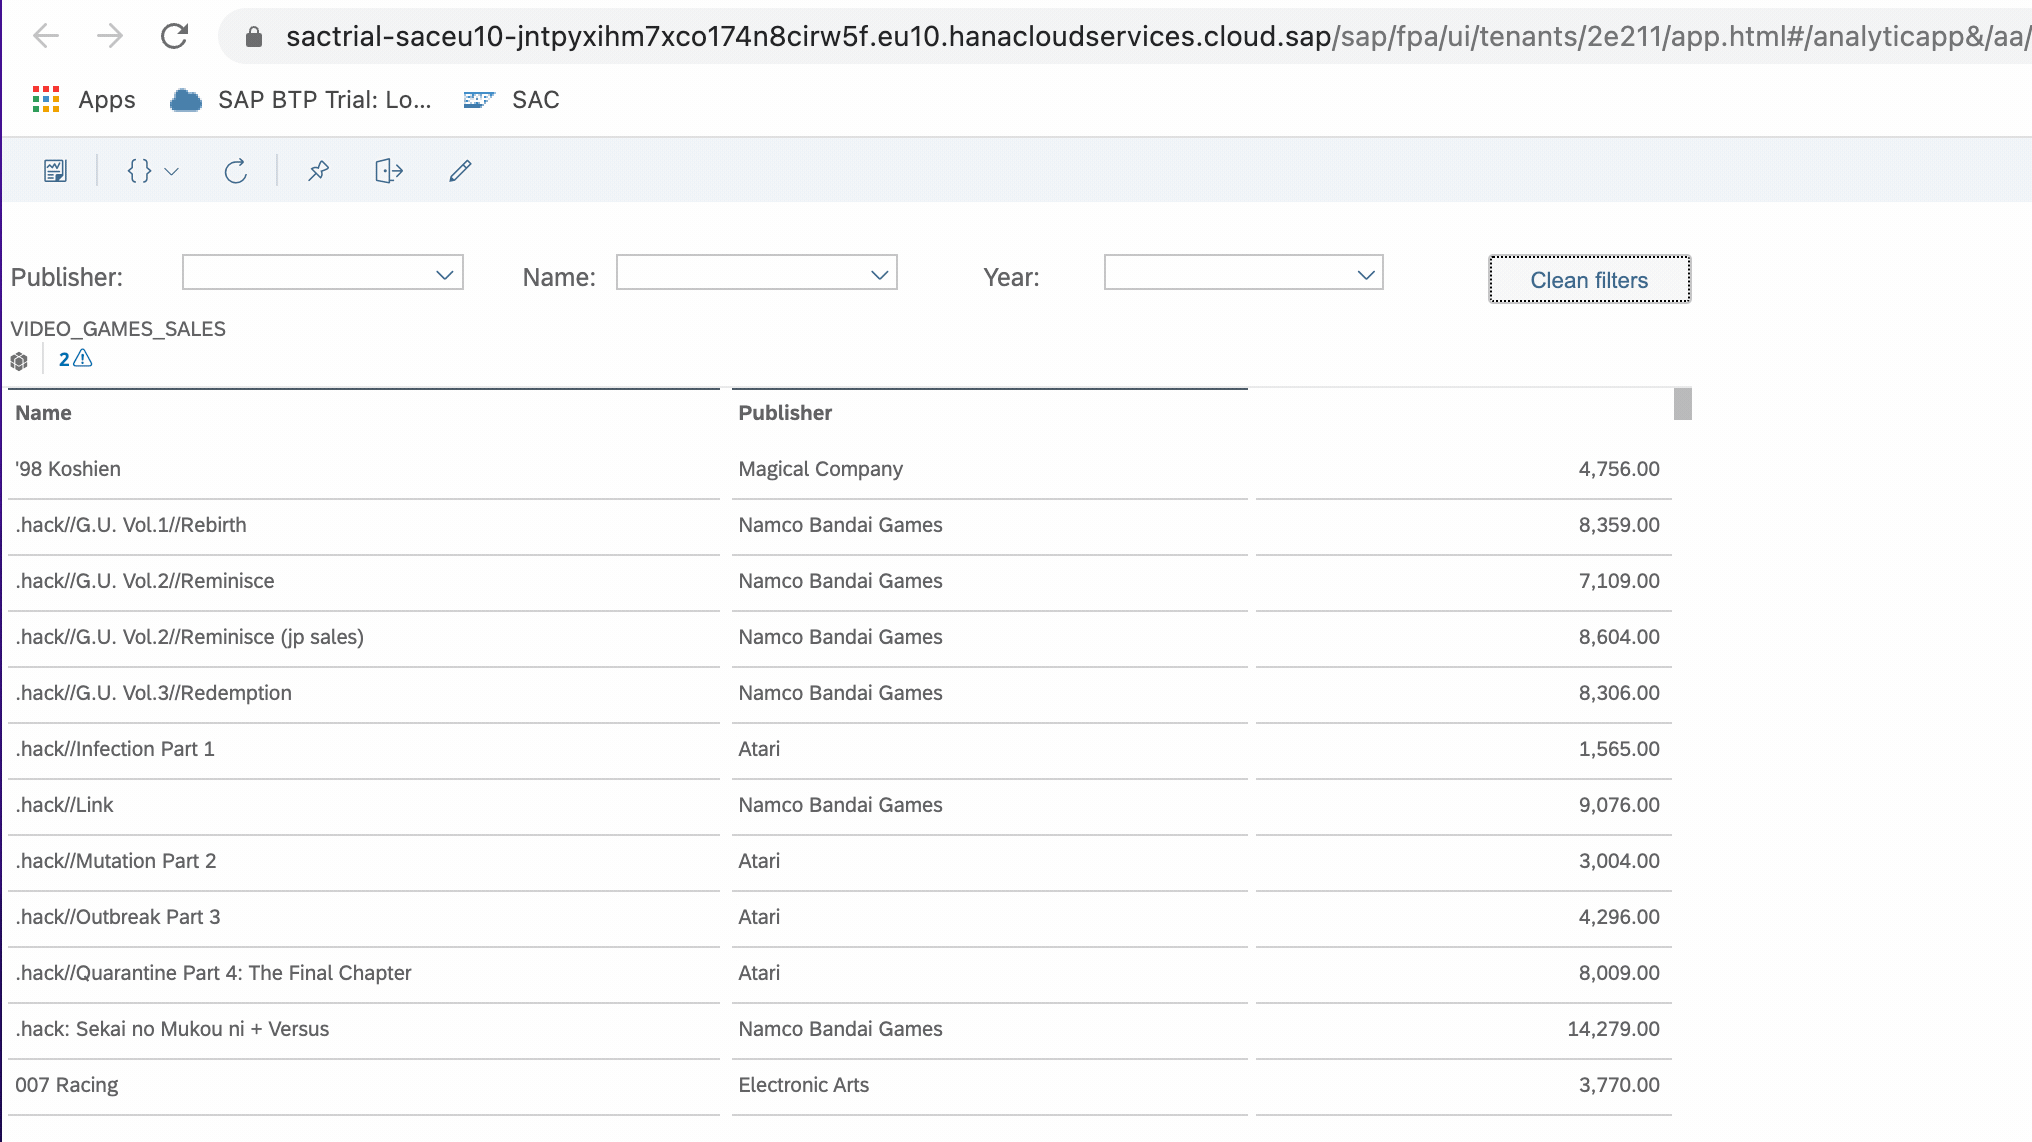 sactrial-saceu10-jntpyxihm7xco174n8cirw5f.eu10.hanacloudservices.cloud.sap/sap/fpa/ui/tenants/2e211/app.html#/analyticapp&/aa/
Apps SAP BTP Trial: Lo... SAP SAC
Publisher: Name: Year: Clean filters
VIDEO_GAMES_SALES
2
Name Publisher
'98 Koshien Magical Company 4,756.00
.hack//G.U. Vol.1//Rebirth Namco Bandai Games 8,359.00
.hack//G.U. Vol.2//Reminisce Namco Bandai Games 7,109.00
.hack//G.U. Vol.2//Reminisce (jp sales) Namco Bandai Games 8,604.00
.hack//G.U. Vol.3//Redemption Namco Bandai Games 8,306.00
.hack//Infection Part 1 Atari 1,565.00
.hack//Link Namco Bandai Games 9,076.00
.hack//Mutation Part 2 Atari 3,004.00
.hack//Outbreak Part 3 Atari 4,296.00
.hack//Quarantine Part 4: The Final Chapter Atari 8,009.00
.hack: Sekai no Mukou ni + Versus Namco Bandai Games 14,279.00
007 Racing Electronic Arts 3,770.00